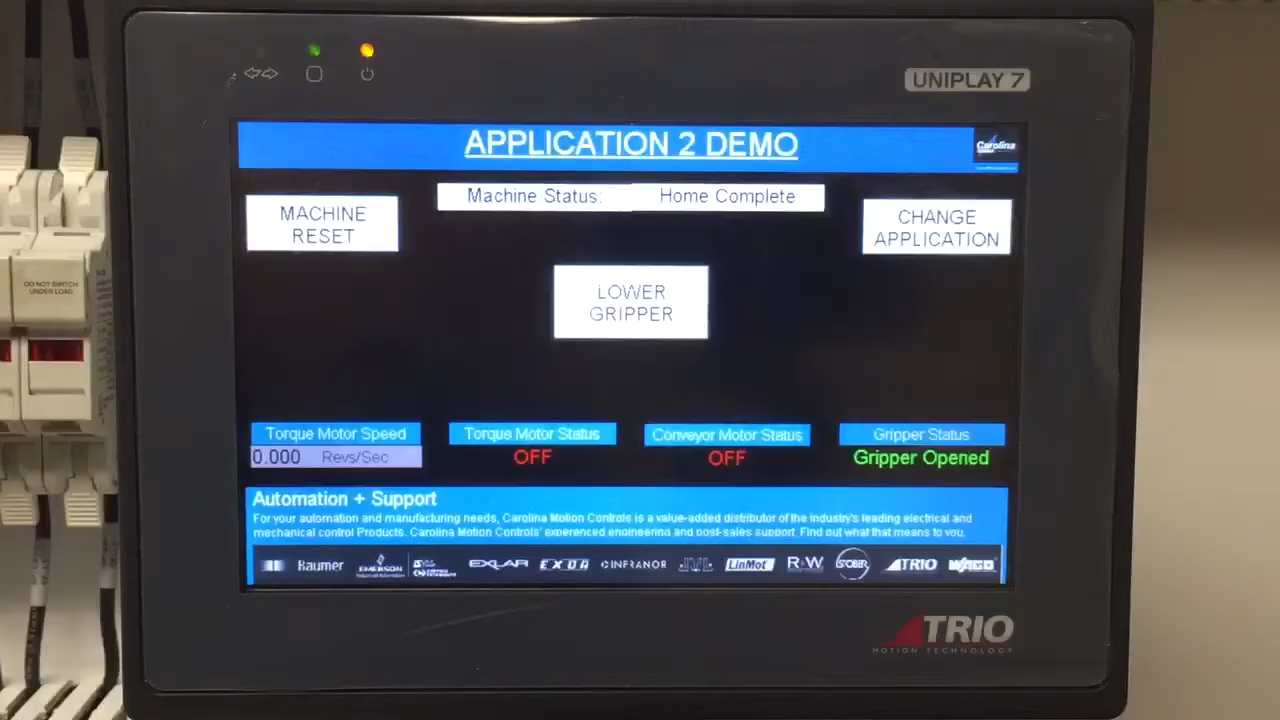 UNIPLAY 7
APPLICATION 2 DEMO
Carolina
MACHINE
RESET
Machine Status: Home Complete
CHANGE
APPLICATION
LOWER
GRIPPER
DO NOT SWITCH
UNDER LOAD
Torque Motor Speed
0.000 Revs/Sec
Torque Motor Status
OFF
Conveyor Motor Status
OFF
Gripper Status
Gripper Opened
Automation + Support
For your automation and manufacturing needs, Carolina Motion Controls is a value-added distributor of the industry's leading electrical and
mechanical control Products. Carolina Motion Controls' experienced engineering and post-sales support. Find out what that means to you.
Baumer EMERSON EXLAR EXOR INFRANOR JVL LinMot R+W STOBER TRIO WAGO
TRIO
MOTION TECHNOLOGY